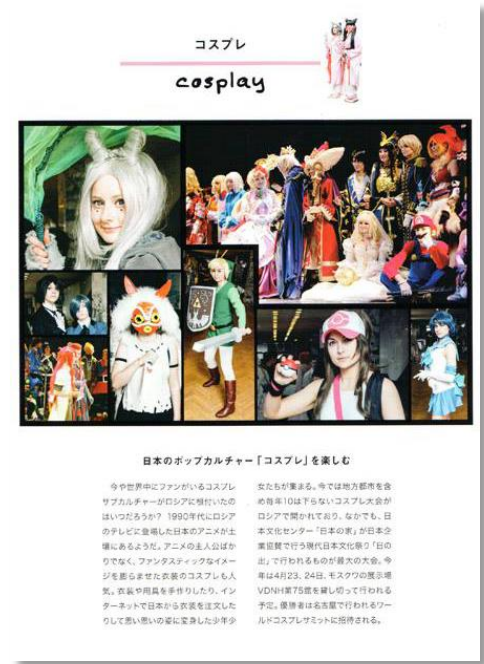 コスプレ
cosplay
日本のポップカルチャー「コスプレ」を楽しむ
今や世界中にファンがいるコスプレ
サブカルチャーがロシアに根付いたの
はいつだろうか? 1990年代にロシア
のテレビに登場した日本のアニメが土
壌にあるようだ。アニメの主人公ばか
りでなく、ファンタスティックなイメー
ジを膨らませた衣装のコスプレも人
気。衣装や用具を手作りしたり、イン
ターネットで日本から衣装を注文した
りして思い思いの姿に変身した少年少
女たちが集まる。今では地方都市を含
め毎年10は下らないコスプレ大会が
ロシアで開かれており、なかでも、日
本文化センター「日本の家」が日本企
業協賛で行う現代日本文化祭り「日の
出」で行われるものが最大の大会。今
年は4月23、24日、モスクワの展示場
VDNH第75館を貸し切って行われる
予定。優勝者は名古屋で行われるワー
ルドコスプレサミットに招待される。